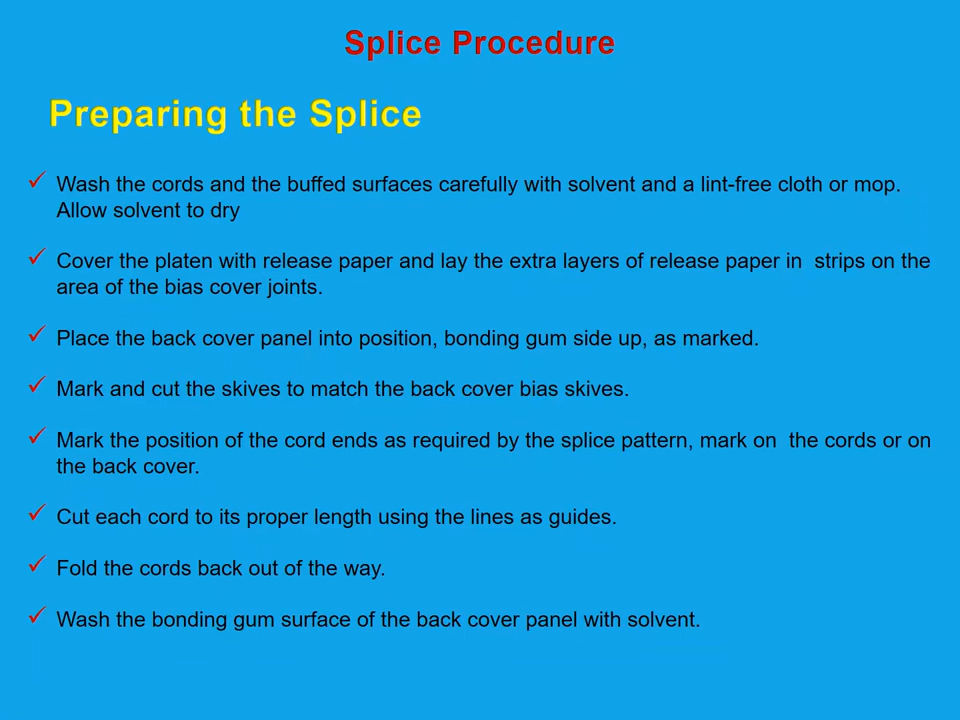 Splice Procedure
Preparing the Splice
✓ Wash the cords and the buffed surfaces carefully with solvent and a lint-free cloth or mop.
Allow solvent to dry
✓ Cover the platen with release paper and lay the extra layers of release paper in strips on the
area of the bias cover joints.
✓ Place the back cover panel into position, bonding gum side up, as marked.
✓ Mark and cut the skives to match the back cover bias skives.
✓ Mark the position of the cord ends as required by the splice pattern, mark on the cords or on
the back cover.
✓ Cut each cord to its proper length using the lines as guides.
✓ Fold the cords back out of the way.
✓ Wash the bonding gum surface of the back cover panel with solvent.